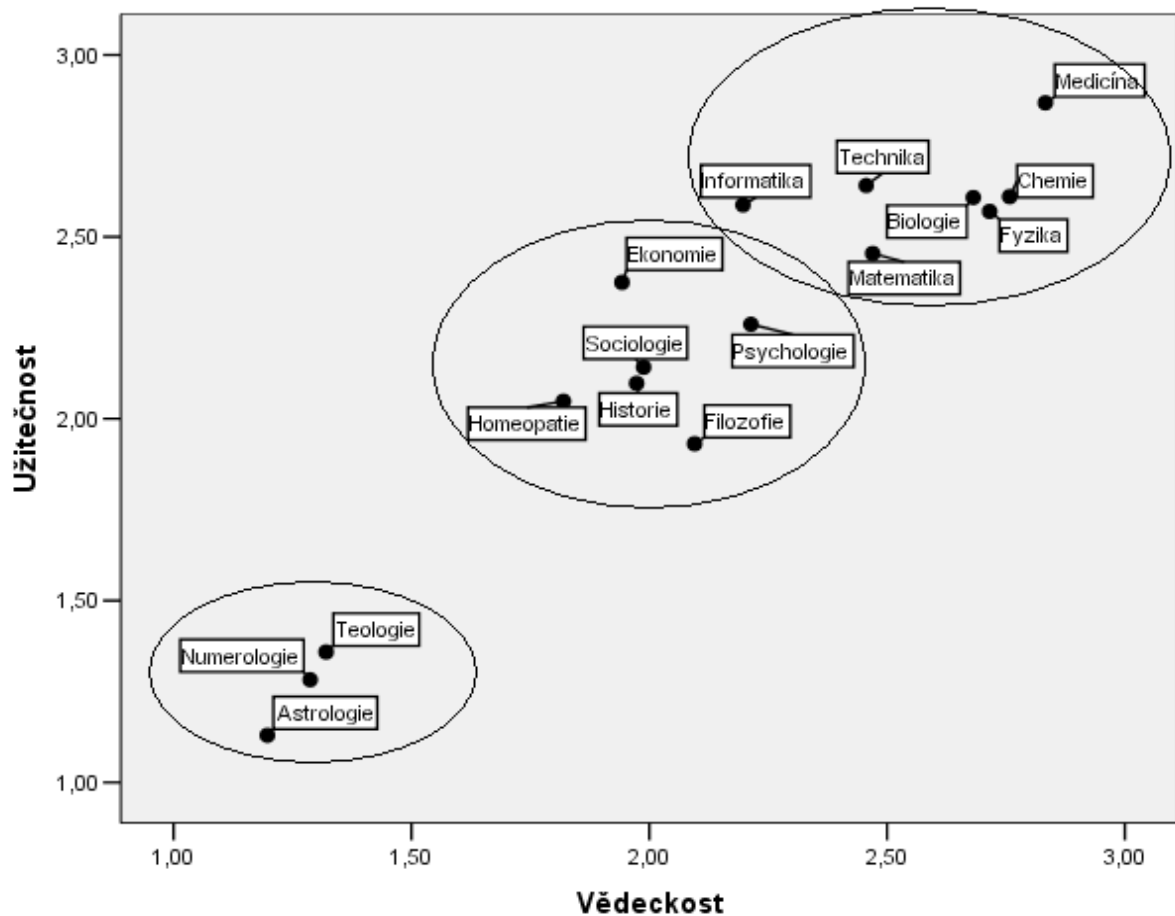 3,00
Medicína
Technika
Informatika
Chemie
Biologie
Fyzika
2,50
Ekonomie
Matematika
Sociologie
Psychologie
Historie
Homeopatie
Filozofie
2,00
Užitečnost
1,50
Teologie
Numerologie
Astrologie
1,00
1,00 1,50 2,00 2,50 3,00
Vědeckost